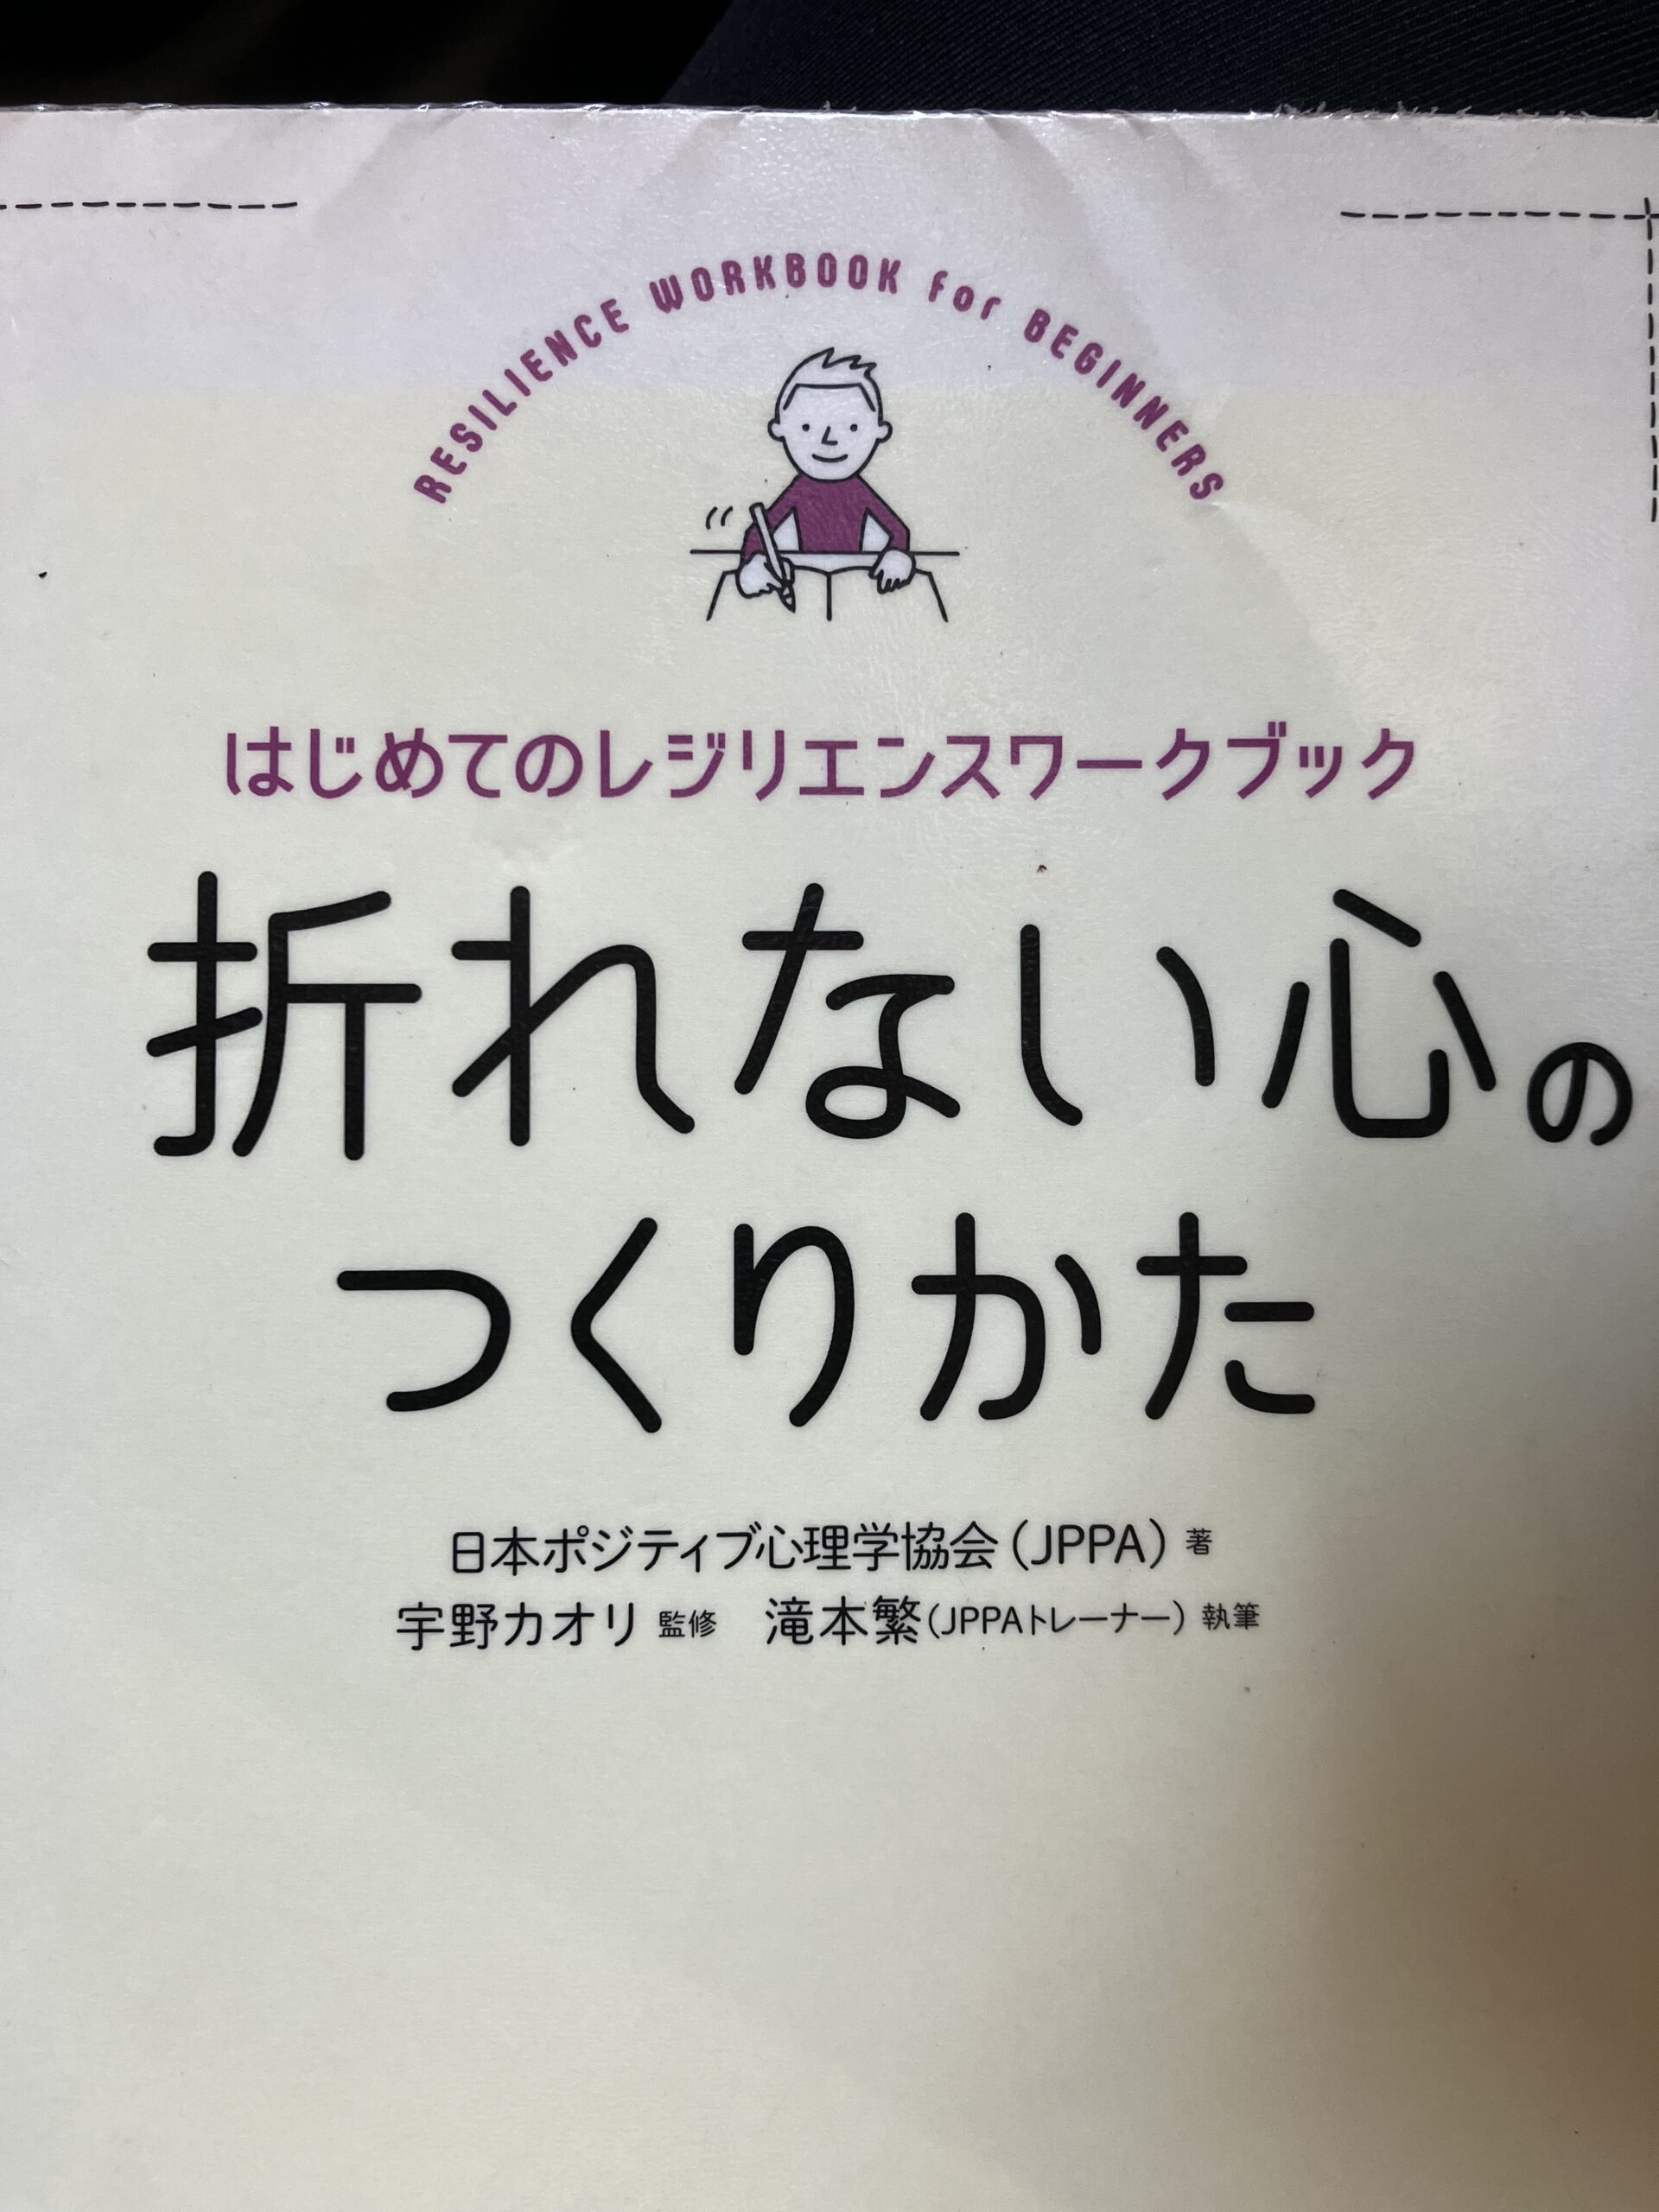 RESILIENCE WORKBOOK for BEGINNERS
はじめてのレジリエンスワークブック
折れない心の
つくりかた
日本ポジティブ心理学協会（JPPA）著
宇野カオリ 監修　滝本繁（JPPAトレーナー）執筆